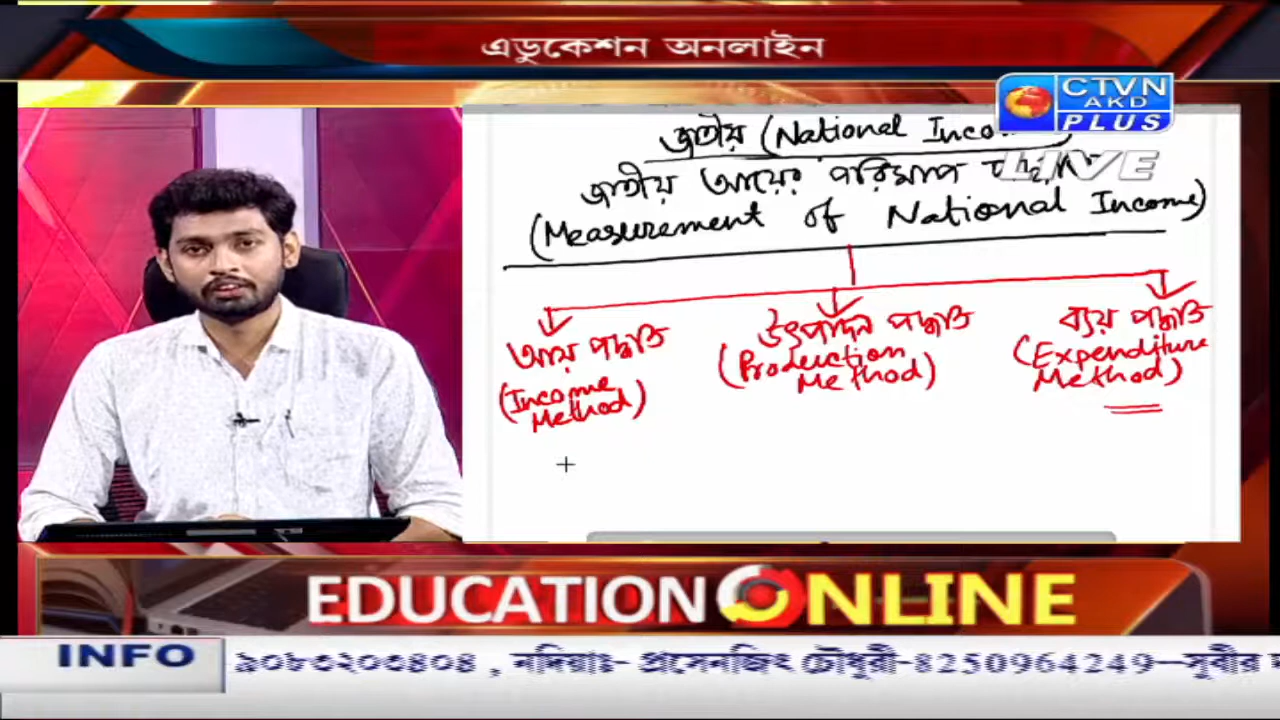 এডুকেশন অনলাইন
CTVN
AKD
PLUS
LIVE
জাতীয় (National Inco
জাতীয় আয়ের পরিমাপ
(Measurement of National Income)
আয় পদ্ধতি
(Income
Method)
উৎপাদন পদ্ধতি
(Production
Method)
ব্যয় পদ্ধতি
(Expenditure
Method)
EDUCATION ONLINE
INFO
৯০৮৫২০৫৪০৪ , নদিয়াঃ- প্রসেনজিৎ চৌধুরী-8250964249--সুবীর